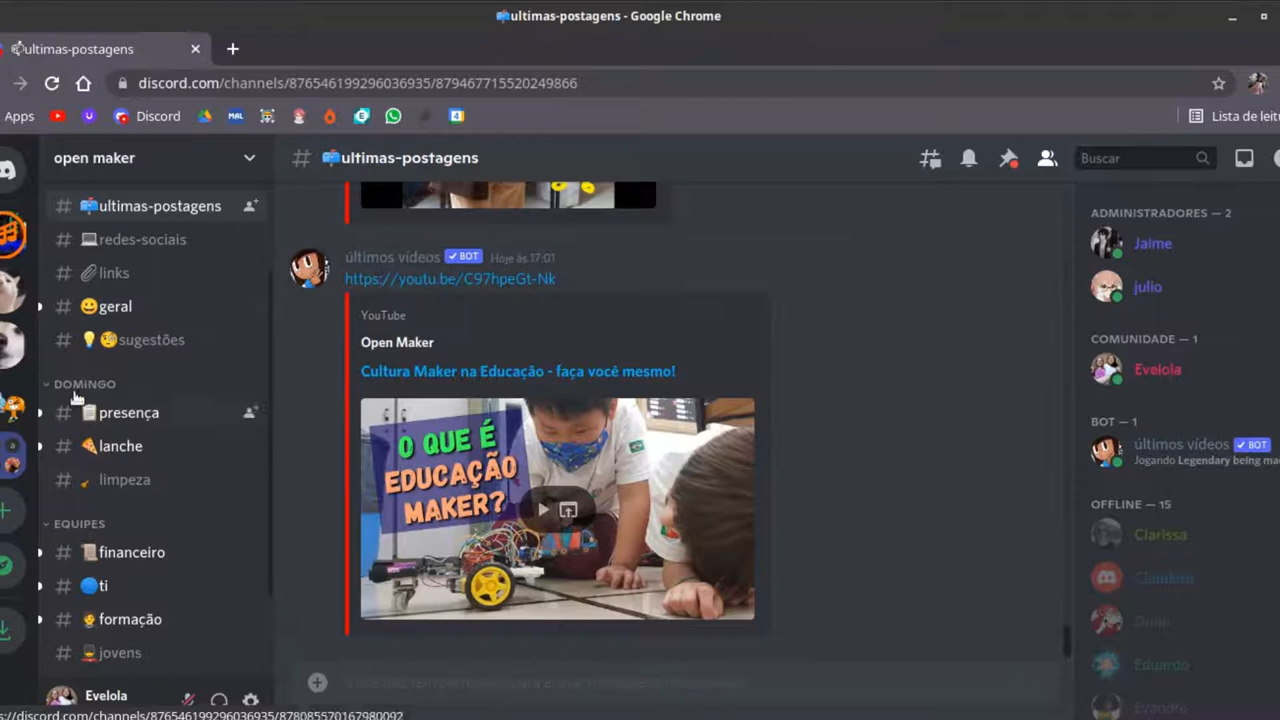 ultimas-postagens - Google Chrome
ultimas-postagens
discord.com/channels/876546199296036935/879467715520249866
Apps
Discord
MAL
4
Lista de leitu
open maker
ultimas-postagens
Buscar
ultimas-postagens
redes-sociais
links
geral
sugestões
DOMINGO
presença
lanche
limpeza
EQUIPES
financeiro
ti
formação
jovens
Evelola
últimos vídeos BOT Hoje às 17:01
https://youtu.be/C97hpeGt-Nk
YouTube
Open Maker
Cultura Maker na Educação - faça você mesmo!
O QUE É
EDUCAÇÃO
MAKER?
ADMINISTRADORES — 2
Jaime
julio
COMUNIDADE — 1
Evelola
BOT — 1
últimos vídeos BOT
Jogando Legendary being ma
OFFLINE — 15
Clarissa
Eduardo
Evandro
s://discord.com/channels/876546199296036935/878085570167980092